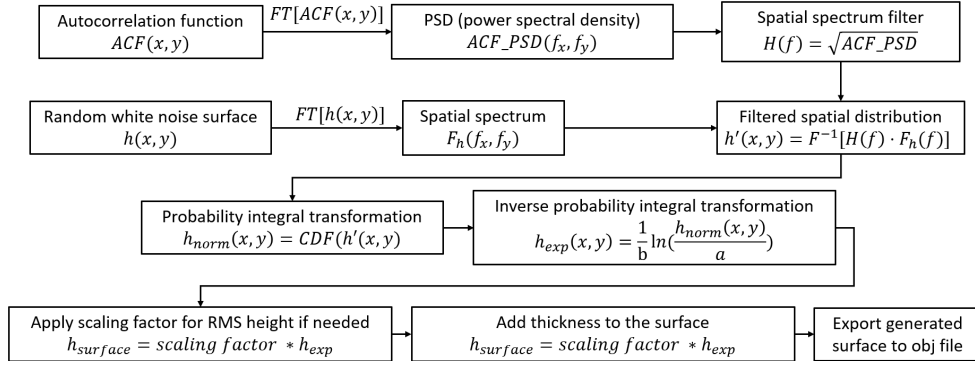 Autocorrelation function
ACF(x, y)
FT[ACF(x, y)]
PSD (power spectral density)
ACF_PSD(f_x, f_y)
Spatial spectrum filter
H(f) = √ACF_PSD
Random white noise surface
h(x, y)
FT[h(x, y)]
Spatial spectrum
F_h(f_x, f_y)
Filtered spatial distribution
h'(x, y) = F⁻¹[H(f) · F_h(f)]
Probability integral transformation
h_norm(x, y) = CDF(h'(x, y)
Inverse probability integral transformation
h_exp(x, y) = 1/b ln(h_norm(x, y)/a)
Apply scaling factor for RMS height if needed
h_surface = scaling factor * h_exp
Add thickness to the surface
h_surface = scaling factor * h_exp
Export generated
surface to obj file